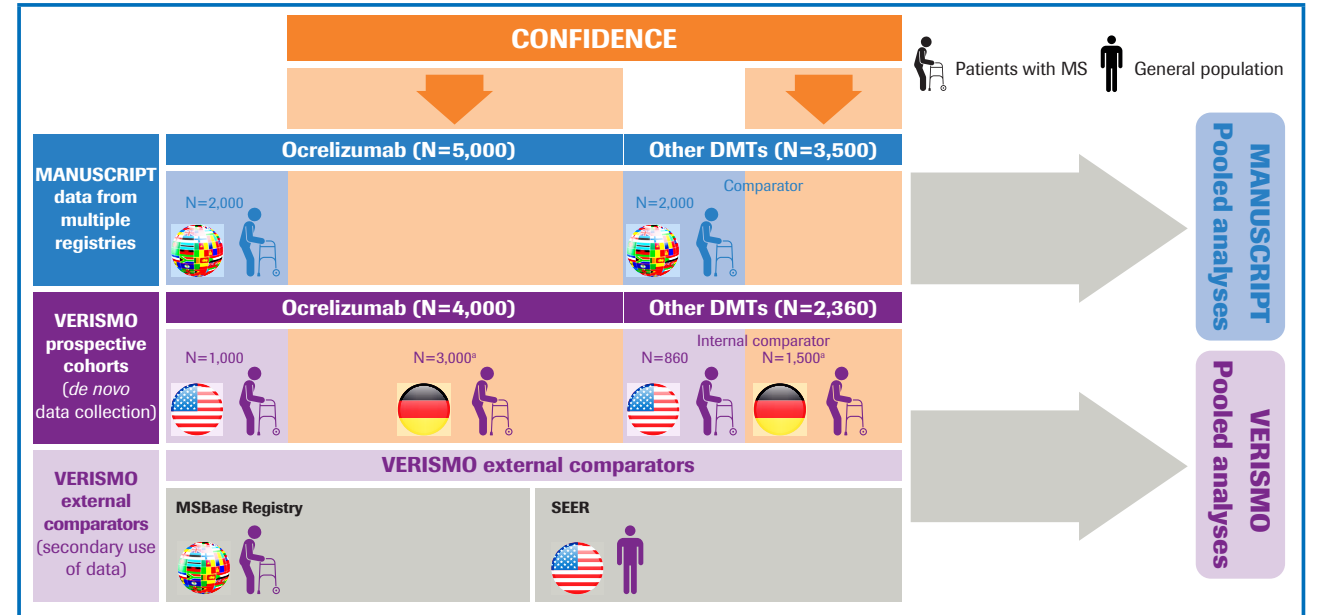 CONFIDENCE
Patients with MS
General population
MANUSCRIPT
data from
multiple
registries
Ocrelizumab (N=5,000)
Other DMTs (N=3,500)
Comparator
N=2,000
N=2,000
MANUSCRIPT
Pooled analyses
VERISMO
prospective
cohorts
(de novo
data collection)
Ocrelizumab (N=4,000)
Other DMTs (N=2,360)
Internal comparator
N=1,000
N=3,000ᵃ
N=860
N=1,500ᵃ
VERISMO
Pooled analyses
VERISMO
external
comparators
(secondary use
of data)
VERISMO external comparators
MSBase Registry
SEER